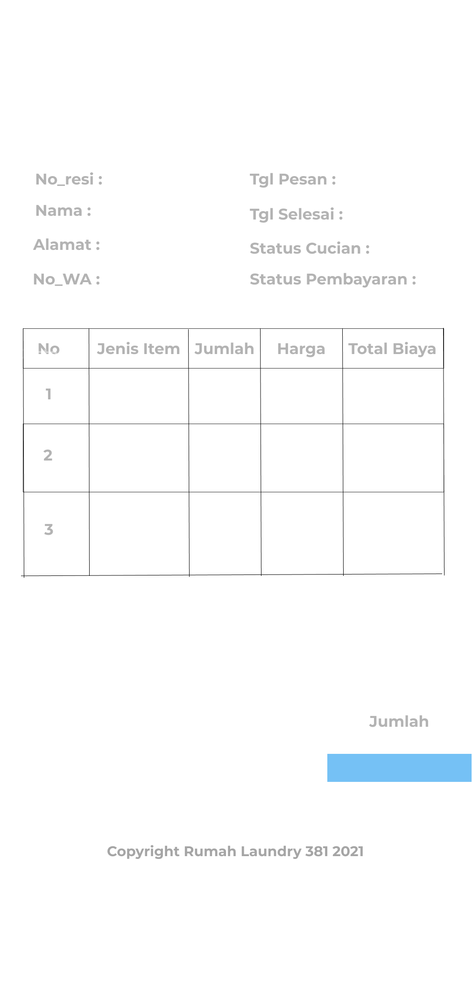 No_resi :
Tgl Pesan :
Nama :
Tgl Selesai :
Alamat :
Status Cucian :
No_WA :
Status Pembayaran :
No Jenis Item Jumlah Harga Total Biaya
1
2
3
Jumlah
Copyright Rumah Laundry 381 2021